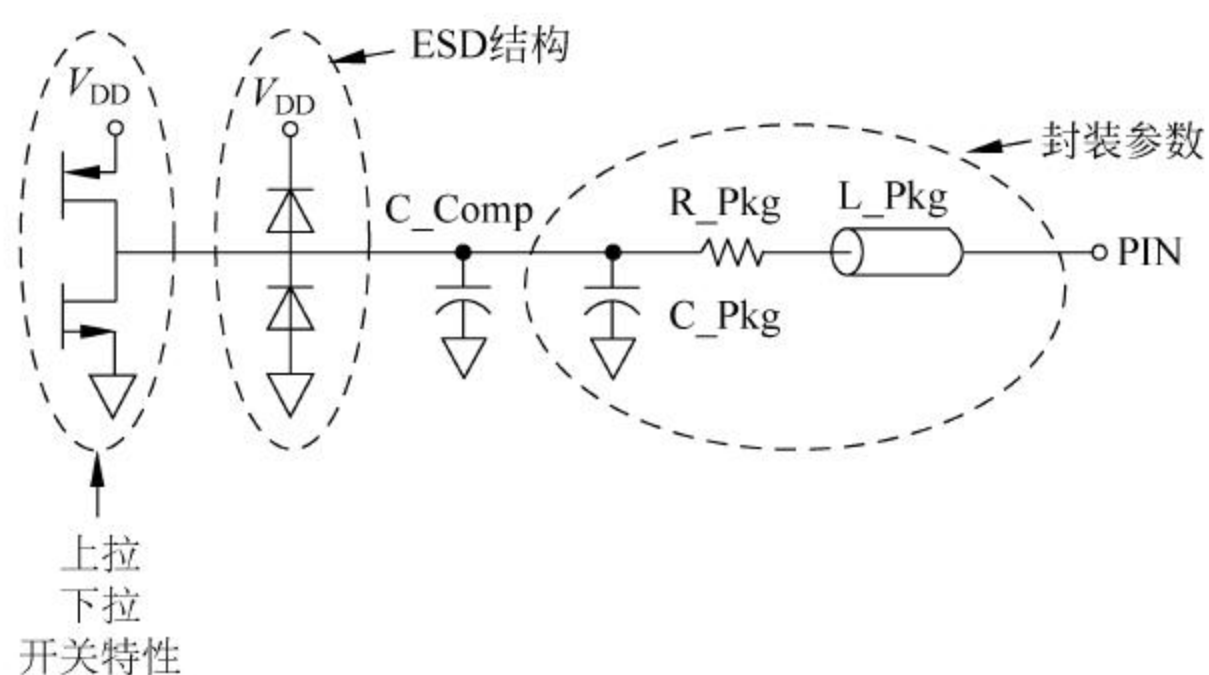 ESD结构
V_DD
V_DD
封装参数
C_Comp
R_Pkg
L_Pkg
PIN
C_Pkg
上拉
下拉
开关特性